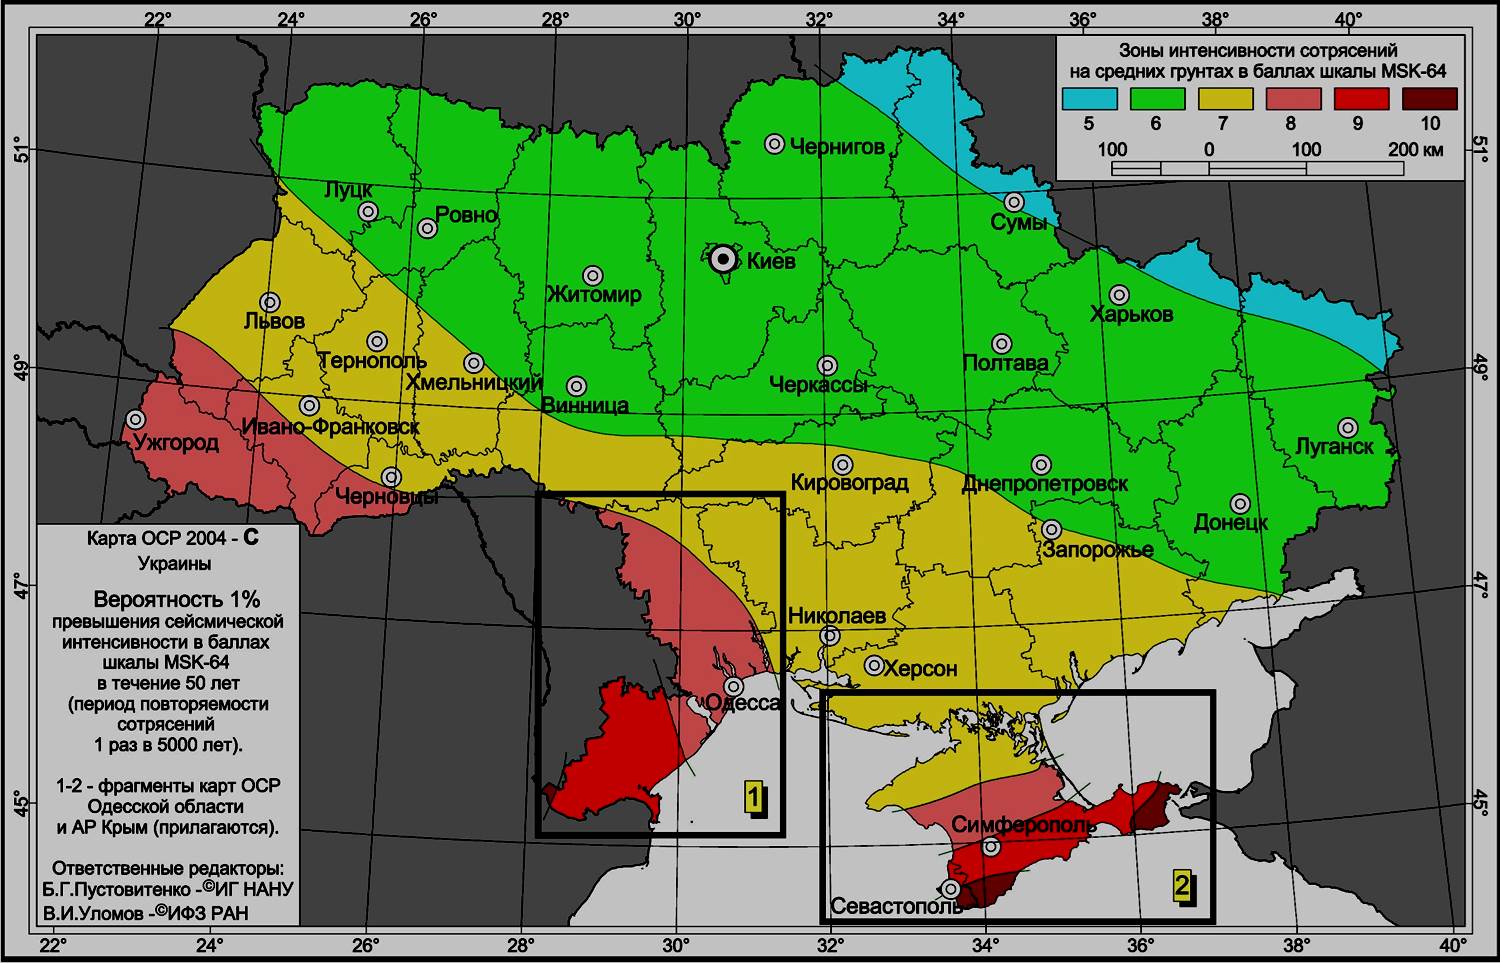 22° 24° 26° 28° 30° 32° 34° 36° 38° 40°
Зоны интенсивности сотрясений
на средних грунтах в баллах шкалы MSK-64
5 6 7 8 9 10
100 0 100 200 км
51° 51°
Чернигов
Луцк
Ровно
Сумы
Киев
Житомир
Львов
Харьков
Тернополь
Полтава
49° 49°
Хмельницкий
Черкассы
Винница
Ивано-Франковск
Ужгород
Луганск
Кировоград
Днепропетровск
Черновцы
Донецк
Запорожье
47° 47°
Николаев
Херсон
Одесса
45° 45°
1
Симферополь
2
Севастополь
Карта ОСР 2004 - С
Украины
Вероятность 1%
превышения сейсмической
интенсивности в баллах
шкалы MSK-64
в течение 50 лет
(период повторяемости
сотрясений
1 раз в 5000 лет).
1-2 - фрагменты карт ОСР
Одесской области
и АР Крым (прилагаются).
Ответственные редакторы:
Б.Г.Пустовитенко -©ИГ НАНУ
В.И.Уломов -©ИФЗ РАН
22° 24° 26° 28° 30° 32° 34° 36° 38° 40°